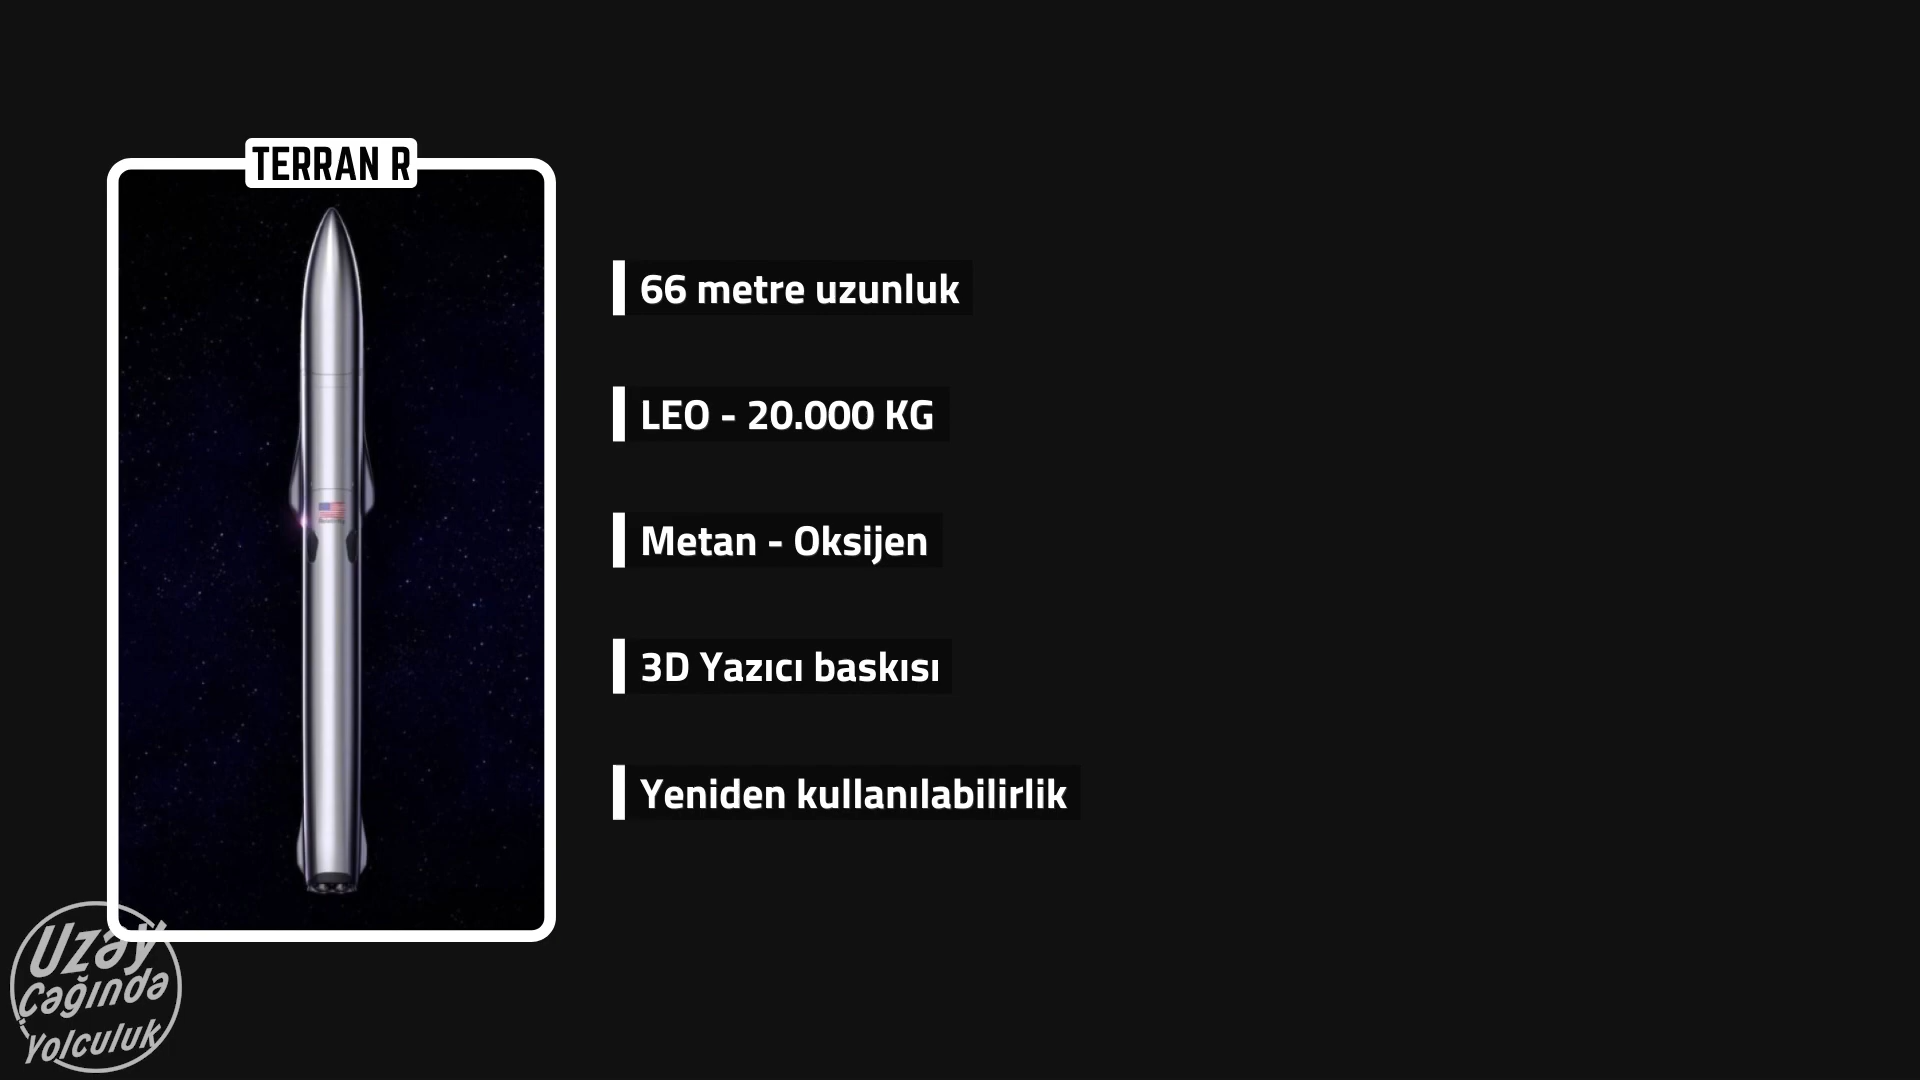 TERRAN R
66 metre uzunluk
LEO - 20.000 KG
Metan - Oksijen
3D Yazıcı baskısı
Yeniden kullanılabilirlik
Uzay
Çağında
Yolculuk